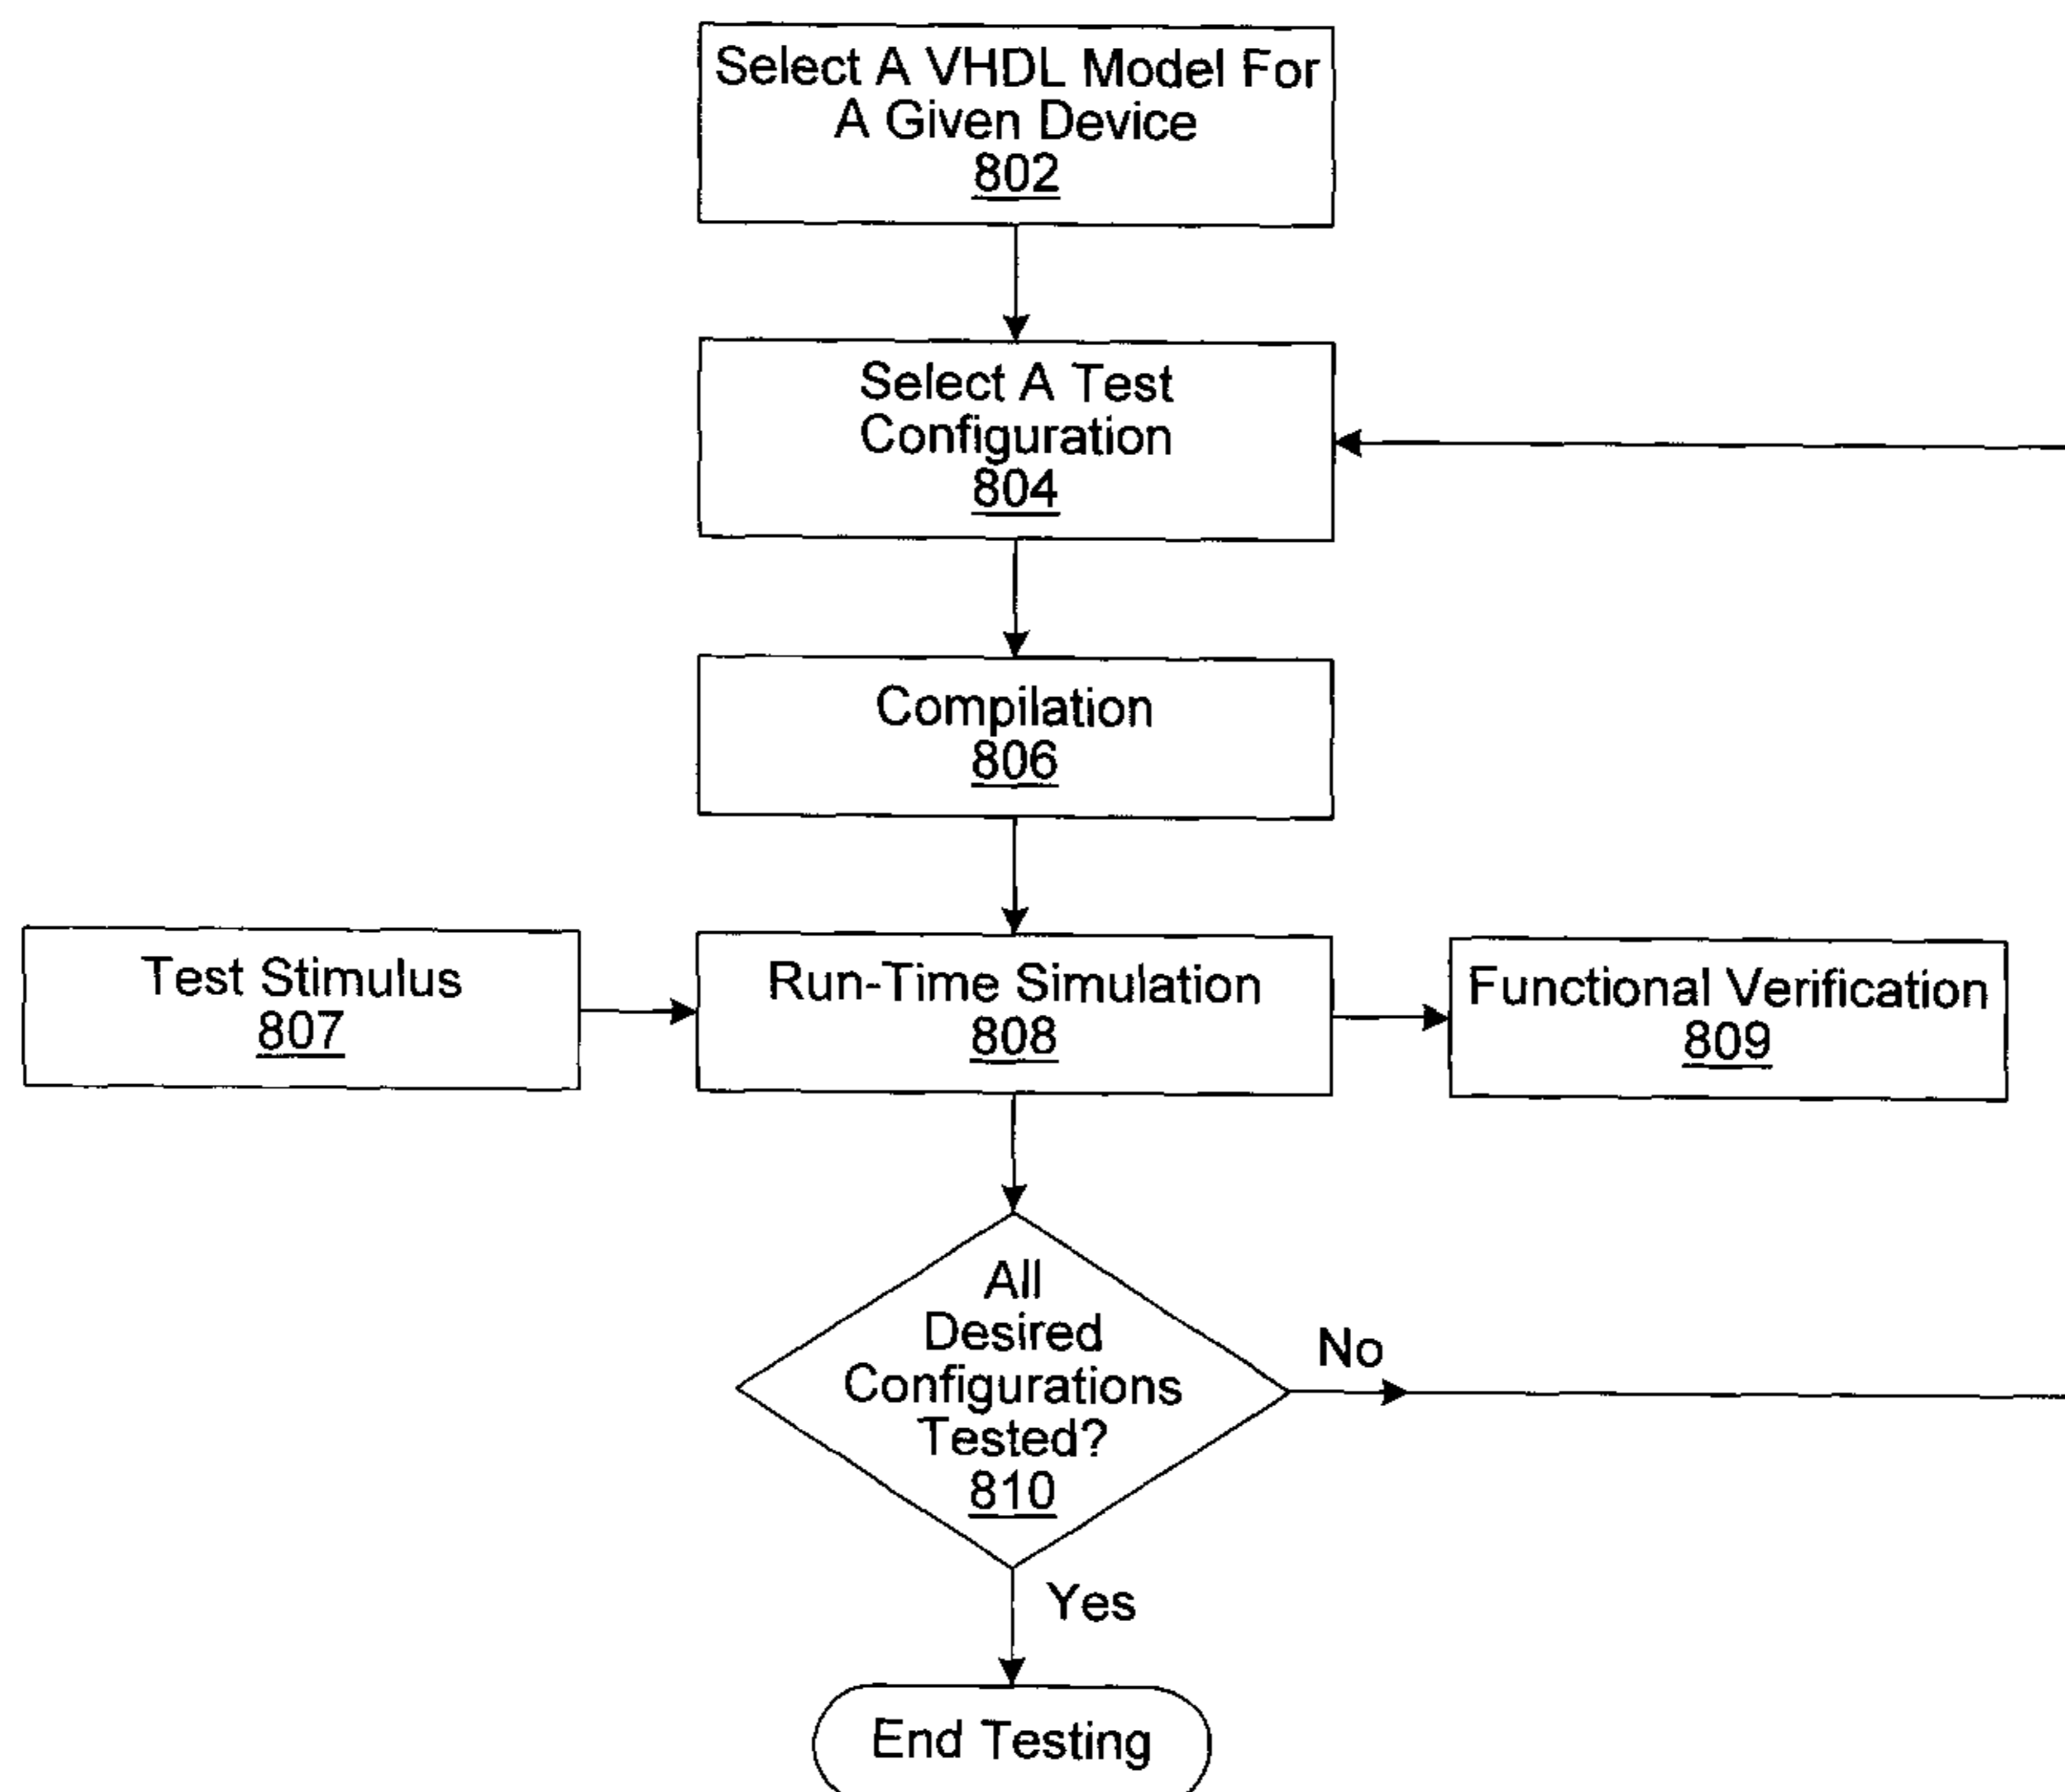 Select A VHDL Model For
A Given Device
802
Select A Test
Configuration
804
Compilation
806
Test Stimulus
807
Run-Time Simulation
808
Functional Verification
809
All
Desired
Configurations
Tested?
810
No
Yes
End Testing